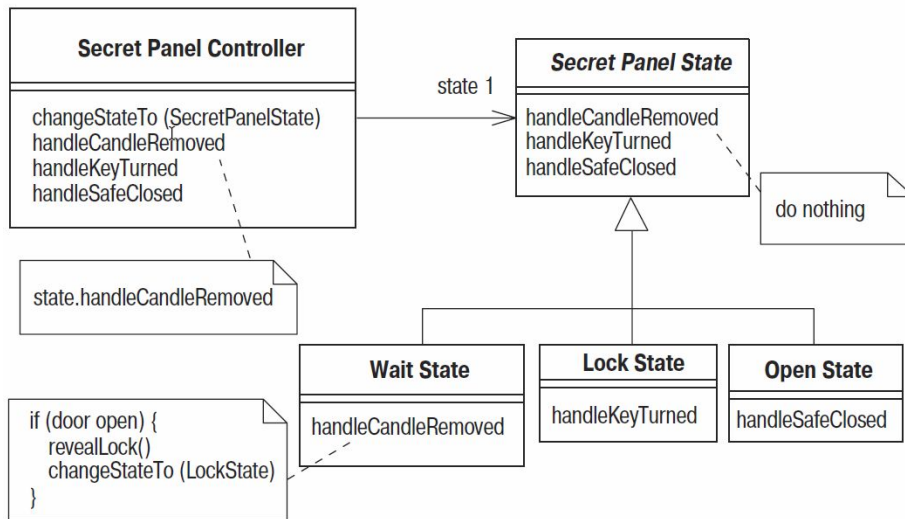 Secret Panel Controller
changeStateTo (SecretPanelState)
handleCandleRemoved
handleKeyTurned
handleSafeClosed
state 1
Secret Panel State
handleCandleRemoved
handleKeyTurned
handleSafeClosed
do nothing
state.handleCandleRemoved
Wait State
handleCandleRemoved
Lock State
handleKeyTurned
Open State
handleSafeClosed
if (door open) {
revealLock()
changeStateTo (LockState)
}